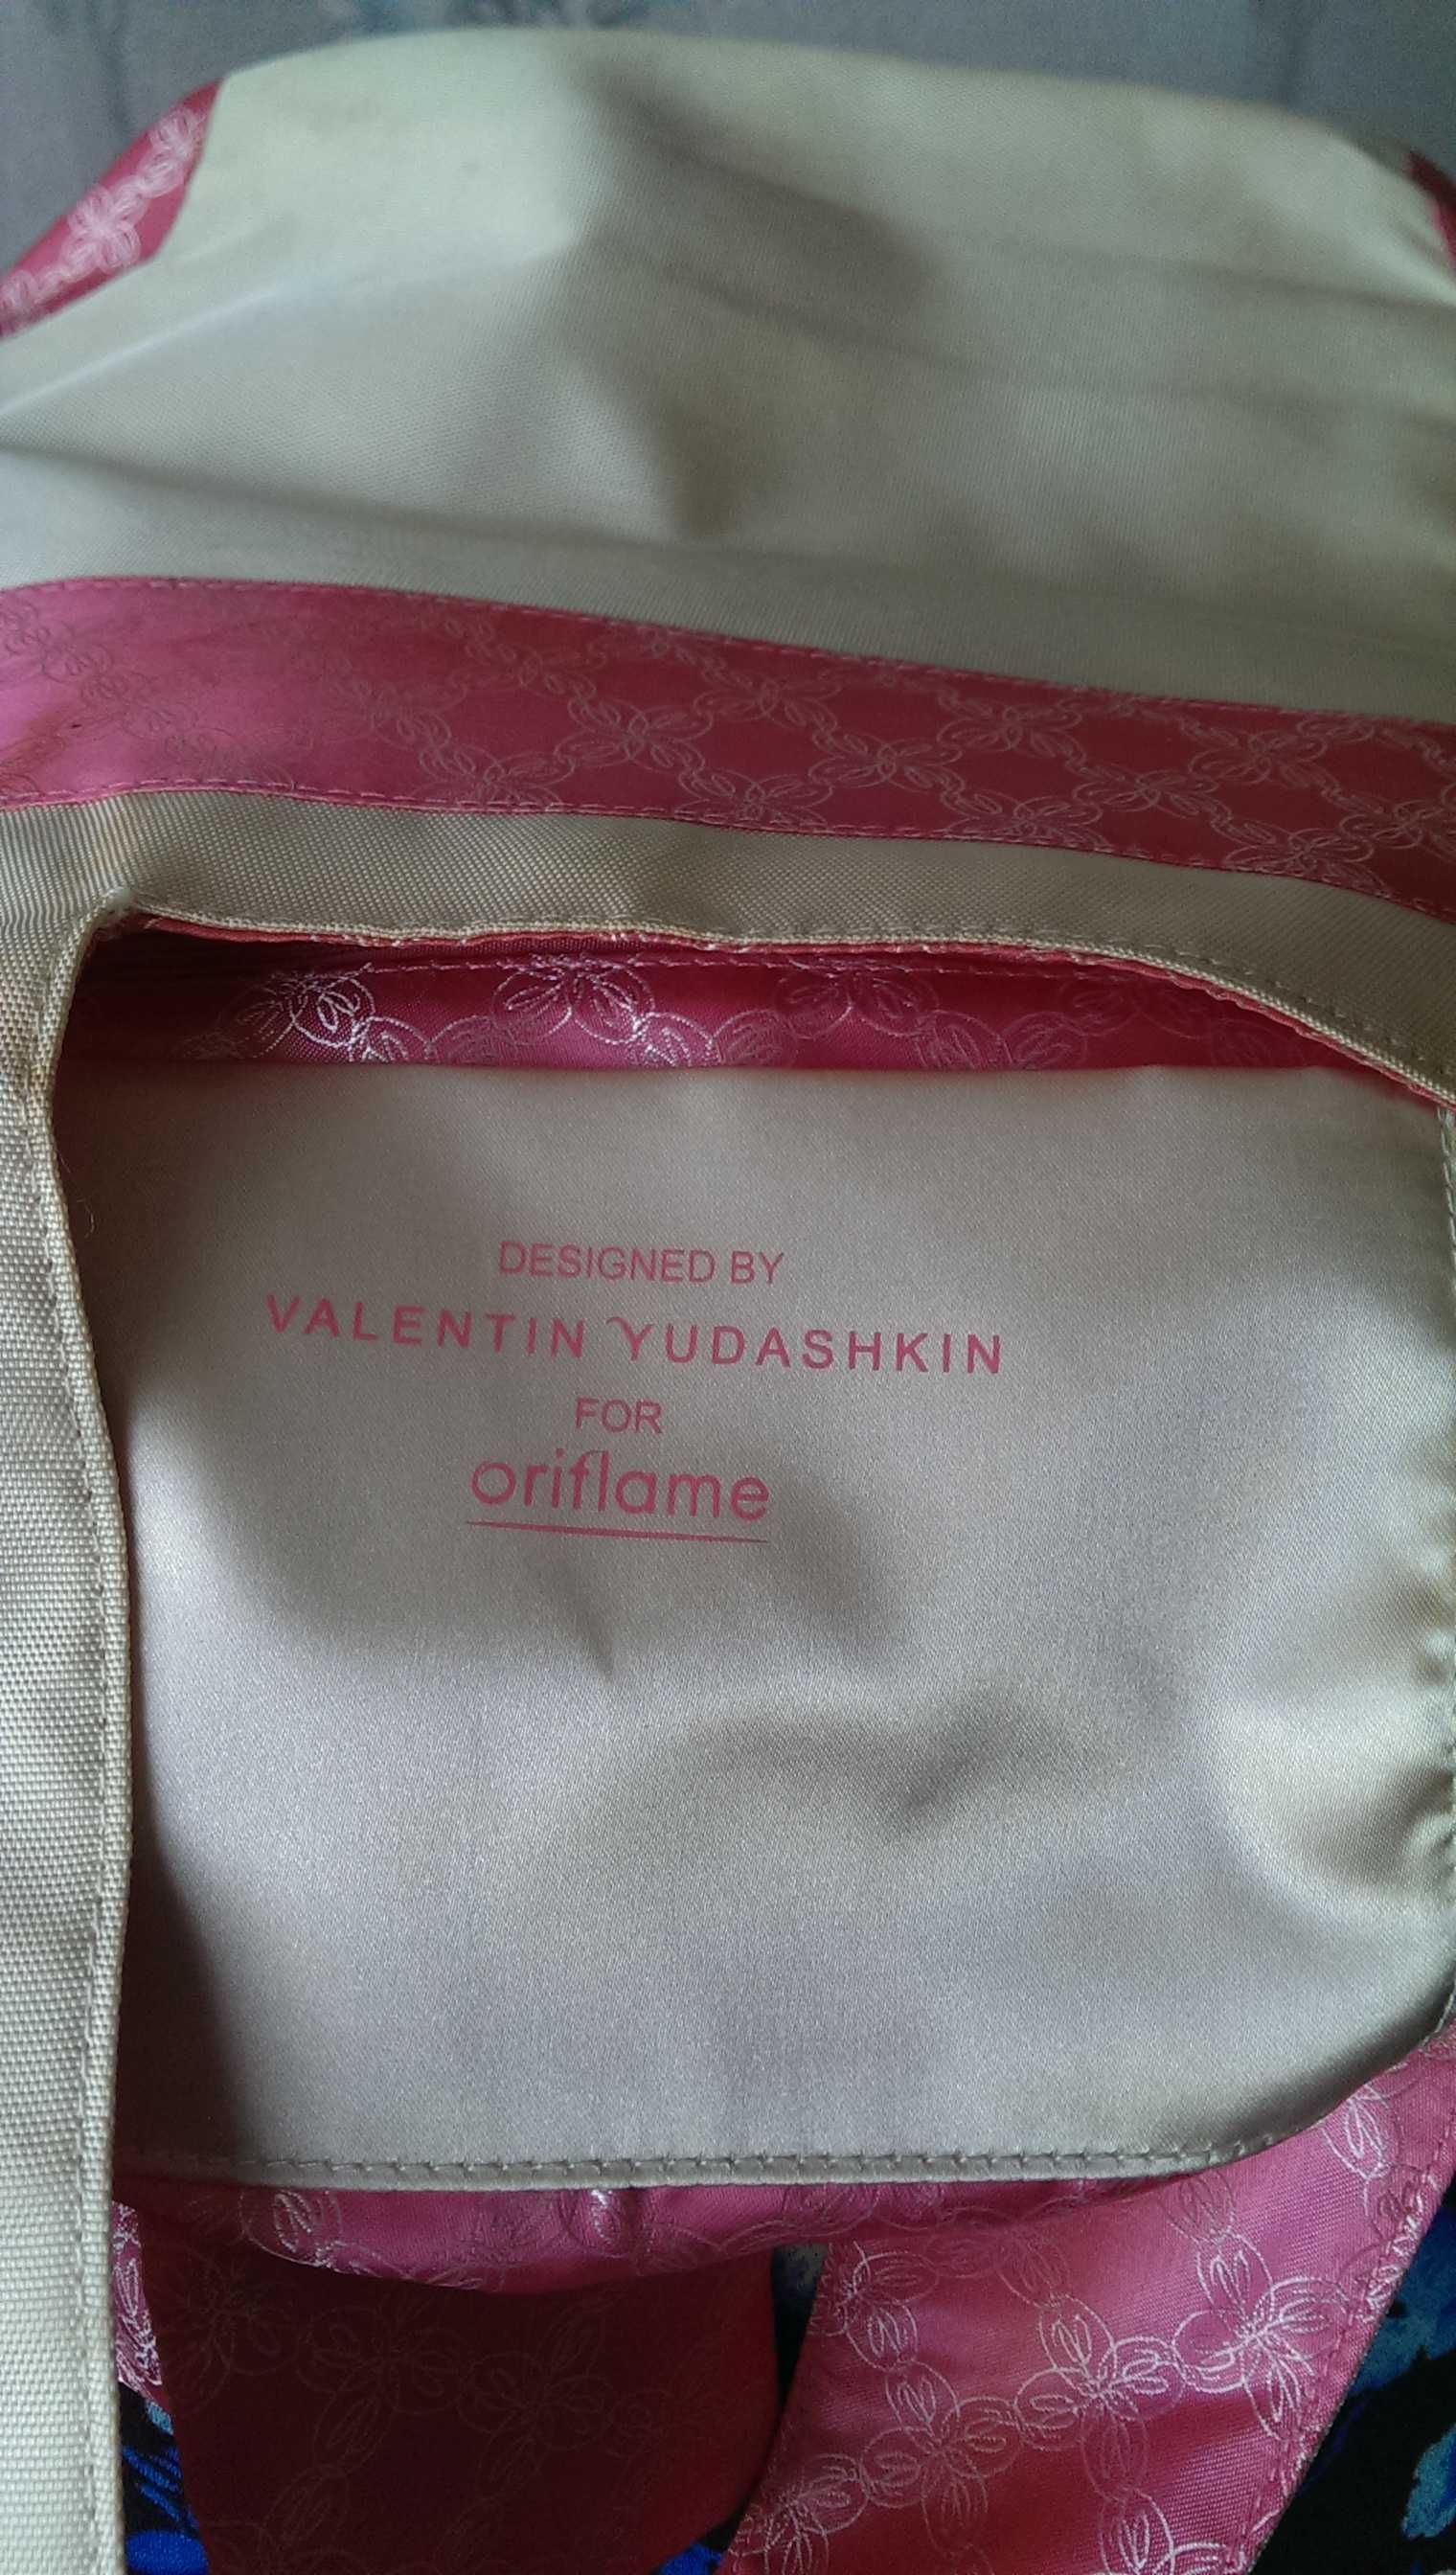 DESIGNED BY
VALENTIN YUDASHKIN
FOR
oriflame